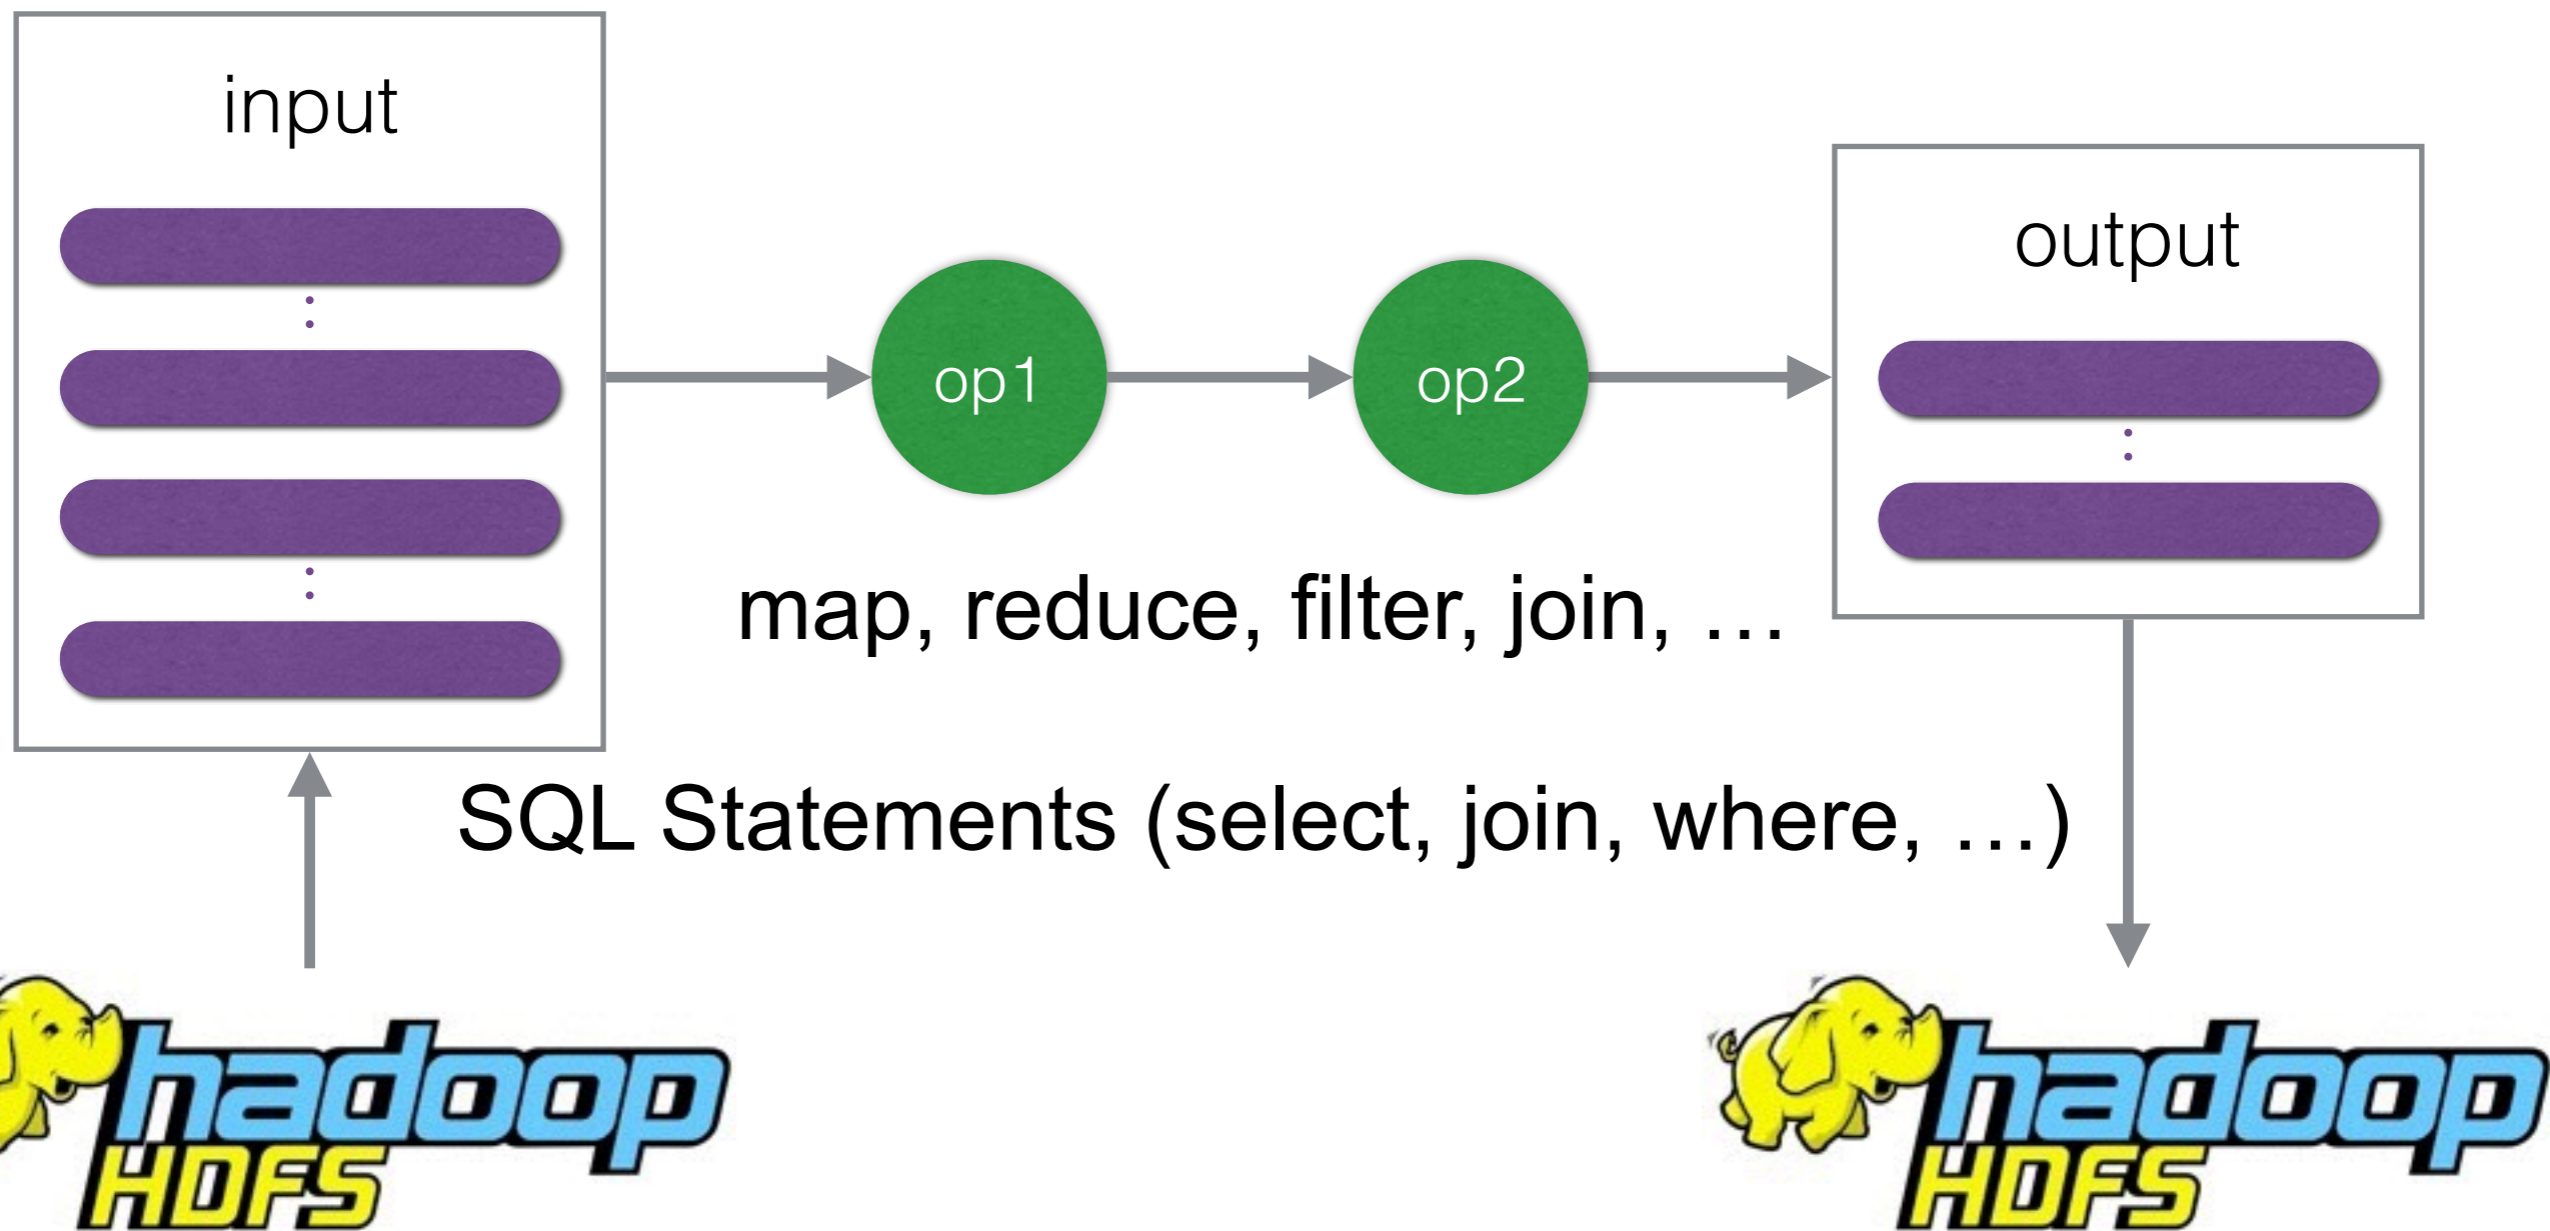 input
output
op1
op2
map, reduce, filter, join, …
SQL Statements (select, join, where, …)
hadoop
HDFS
hadoop
HDFS